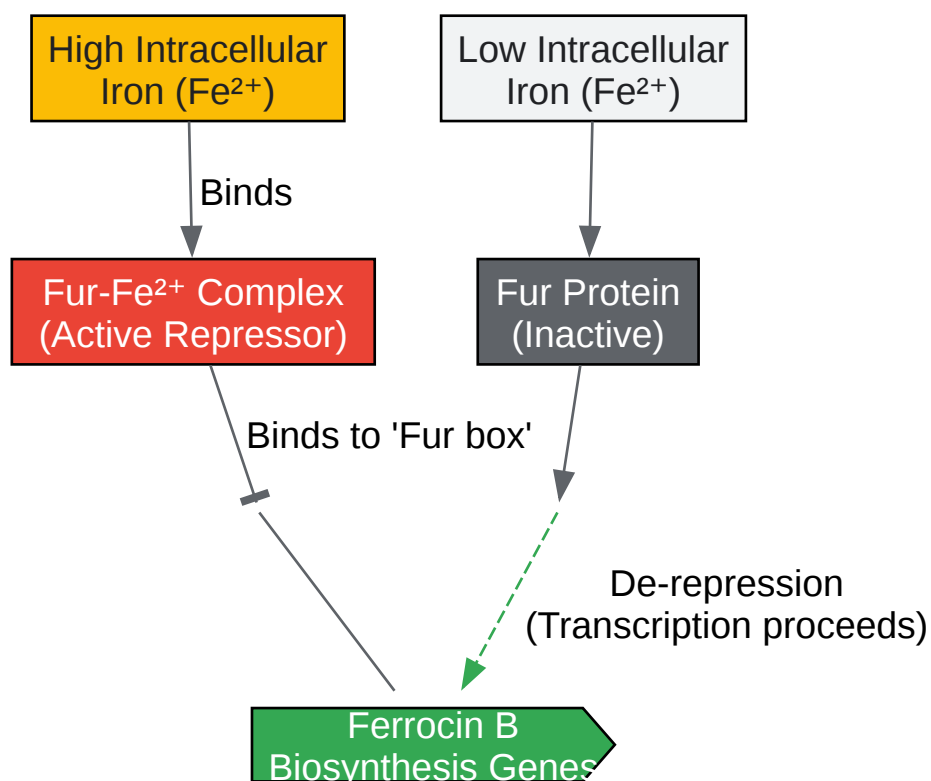 High Intracellular
Iron (Fe²⁺)
Low Intracellular
Iron (Fe²⁺)
Binds
Fur-Fe²⁺ Complex
(Active Repressor)
Fur Protein
(Inactive)
Binds to 'Fur box'
De-repression
(Transcription proceeds)
Ferrocin B
Biosynthesis Genes